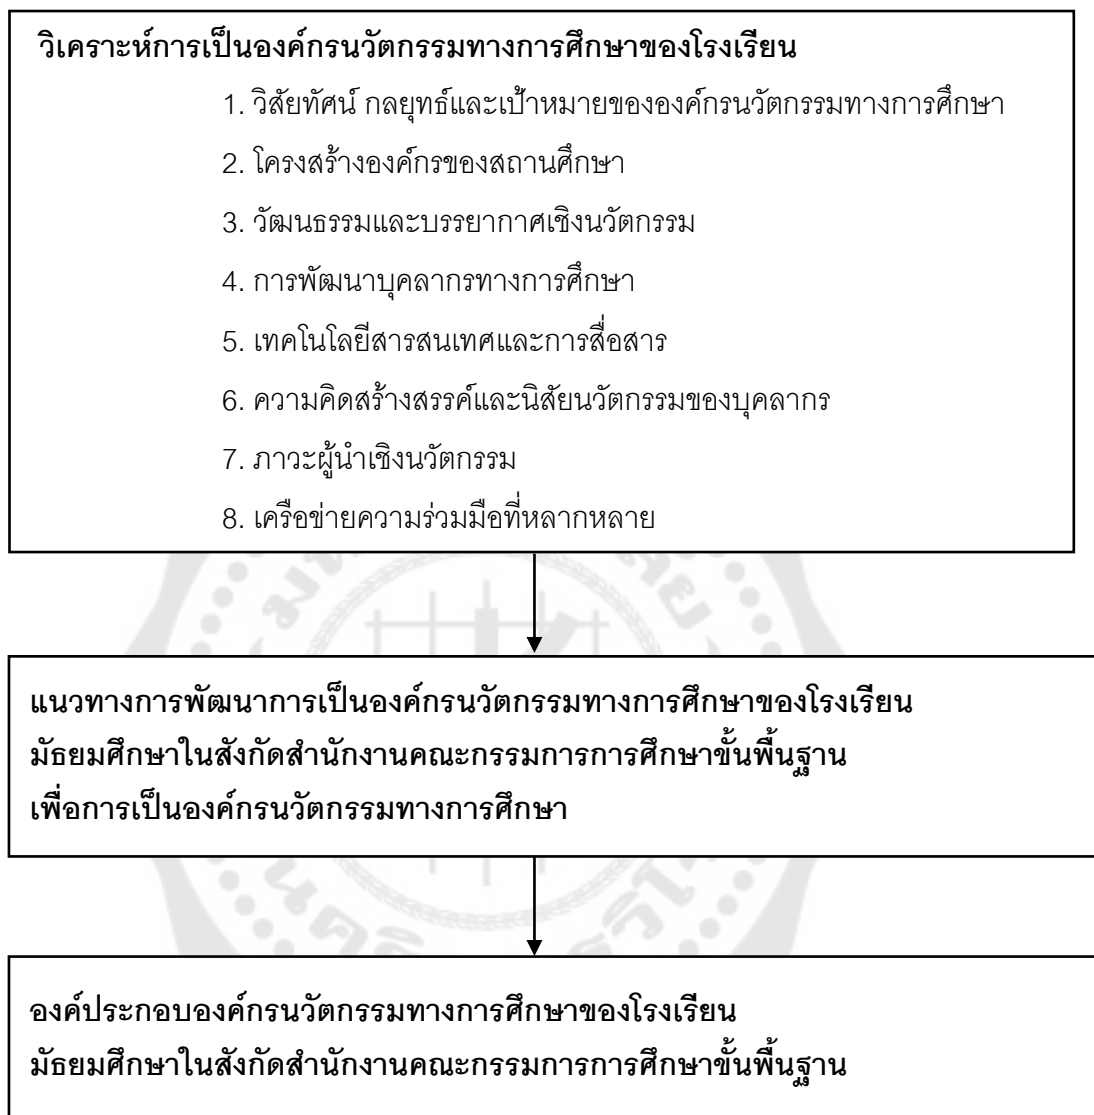 วิเคราะห์การเป็นองค์กรนวัตกรรมทางการศึกษาของโรงเรียน
1. วิสัยทัศน์ กลยุทธ์และเป้าหมายขององค์กรนวัตกรรมทางการศึกษา
2. โครงสร้างองค์กรของสถานศึกษา
3. วัฒนธรรมและบรรยากาศเชิงนวัตกรรม
4. การพัฒนาบุคลากรทางการศึกษา
5. เทคโนโลยีสารสนเทศและการสื่อสาร
6. ความคิดสร้างสรรค์และนิสัยนวัตกรรมของบุคลากร
7. ภาวะผู้นำเชิงนวัตกรรม
8. เครือข่ายความร่วมมือที่หลากหลาย
แนวทางการพัฒนาการเป็นองค์กรนวัตกรรมทางการศึกษาของโรงเรียน
มัธยมศึกษาในสังกัดสำนักงานคณะกรรมการการศึกษาขั้นพื้นฐาน
เพื่อการเป็นองค์กรนวัตกรรมทางการศึกษา
องค์ประกอบองค์กรนวัตกรรมทางการศึกษาของโรงเรียน
มัธยมศึกษาในสังกัดสำนักงานคณะกรรมการการศึกษาขั้นพื้นฐาน